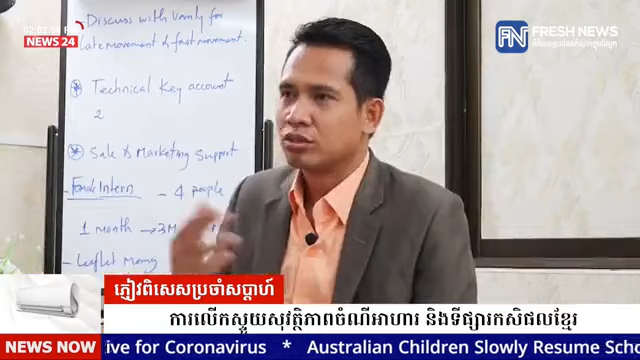 Discuss with Vanly for
Late movement & fast movement.
Technical Key account
2
Sale & Marketing Support
- Female Intern - 4 people
1 month → 3M
- Leaflet
NEWS 24
FN FRESH NEWS
ភ្ញៀវពិសេសប្រចាំសប្ដាហ៍
ការលើកស្ទួយសុវត្ថិភាពចំណីអាហារ និងទីផ្សារកសិផលខ្មែរ
NEWS NOW
ive for Coronavirus * Australian Children Slowly Resume Scho